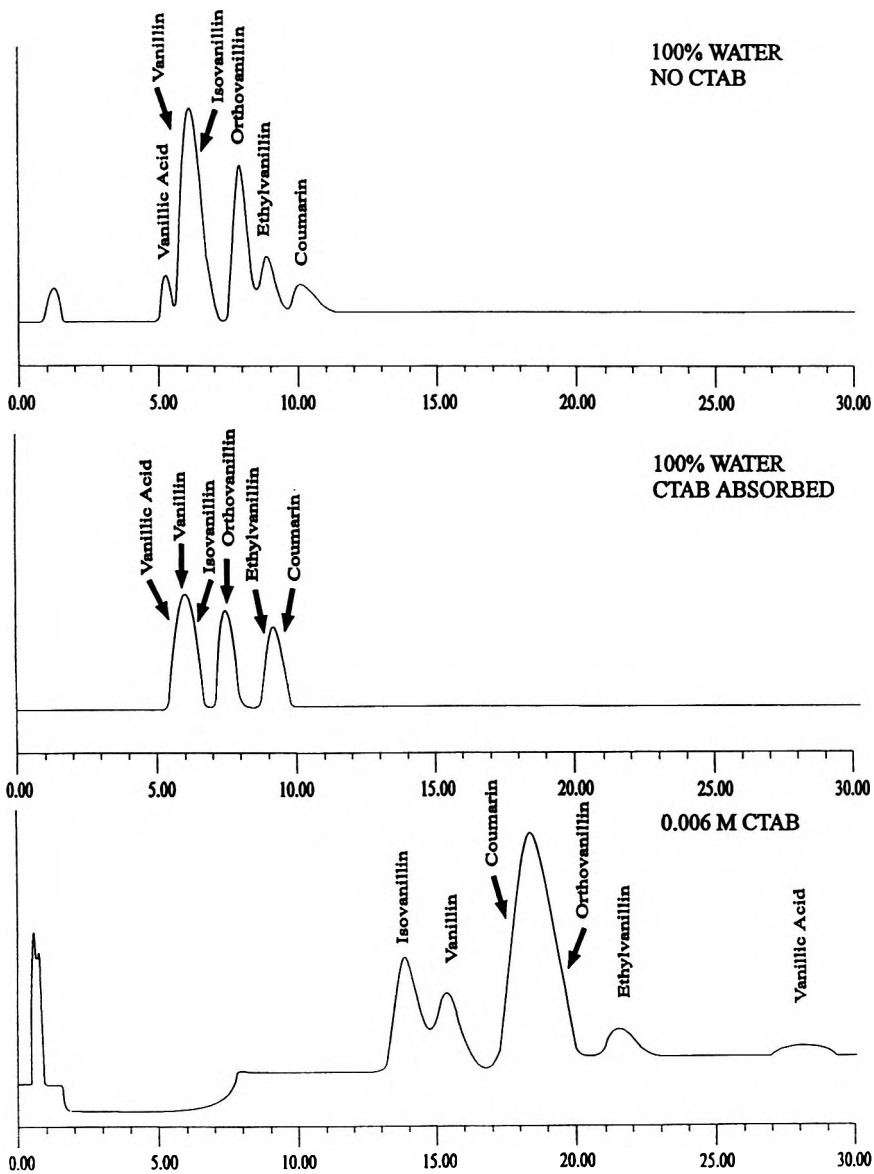 100% WATER
NO CTAB
Vanillin
Isovanillin
Vanillic Acid
Orthovanillin
Ethylvanillin
Coumarin
0.00 5.00 10.00 15.00 20.00 25.00 30.00
100% WATER
CTAB ABSORBED
Vanillic Acid
Vanillin
Isovanillin
Orthovanillin
Ethylvanillin
Coumarin
0.00 5.00 10.00 15.00 20.00 25.00 30.00
0.006 M CTAB
Isovanillin
Vanillin
Coumarin
Orthovanillin
Ethylvanillin
Vanillic Acid
0.00 5.00 10.00 15.00 20.00 25.00 30.00